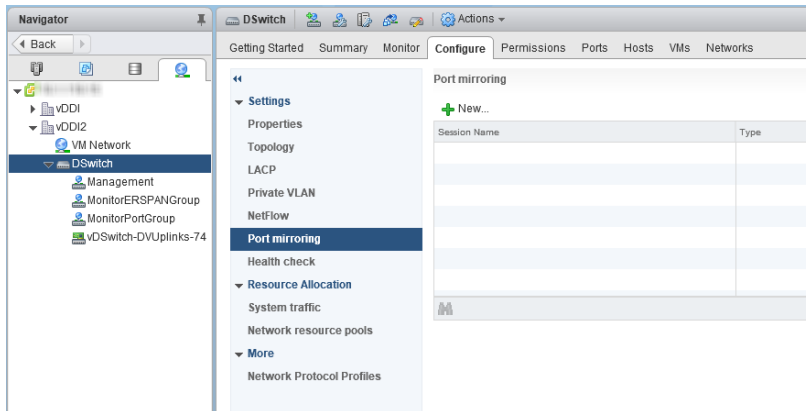 Navigator
Back
vDDI
vDDI2
VM Network
DSwitch
Management
MonitorERSPANGroup
MonitorPortGroup
vDSwitch-DVUplinks-74
DSwitch Actions
Getting Started Summary Monitor Configure Permissions Ports Hosts VMs Networks
Settings
Properties
Topology
LACP
Private VLAN
NetFlow
Port mirroring
Health check
Resource Allocation
System traffic
Network resource pools
More
Network Protocol Profiles
Port mirroring
New...
Session Name Type